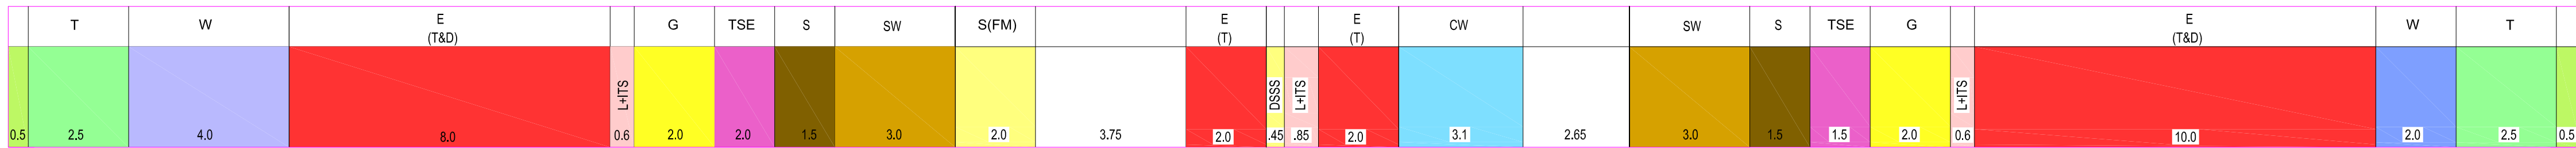 T W E G TSE S SW S(FM) E E CW SW S TSE G E W T
(T&D) (T) (T) (T&D)
L+ITS DSSS L+ITS L+ITS
0.5 2.5 4.0 8.0 0.6 2.0 2.0 1.5 3.0 2.0 3.75 2.0 .45 .85 2.0 3.1 2.65 3.0 1.5 1.5 2.0 0.6 10.0 2.0 2.5 0.5